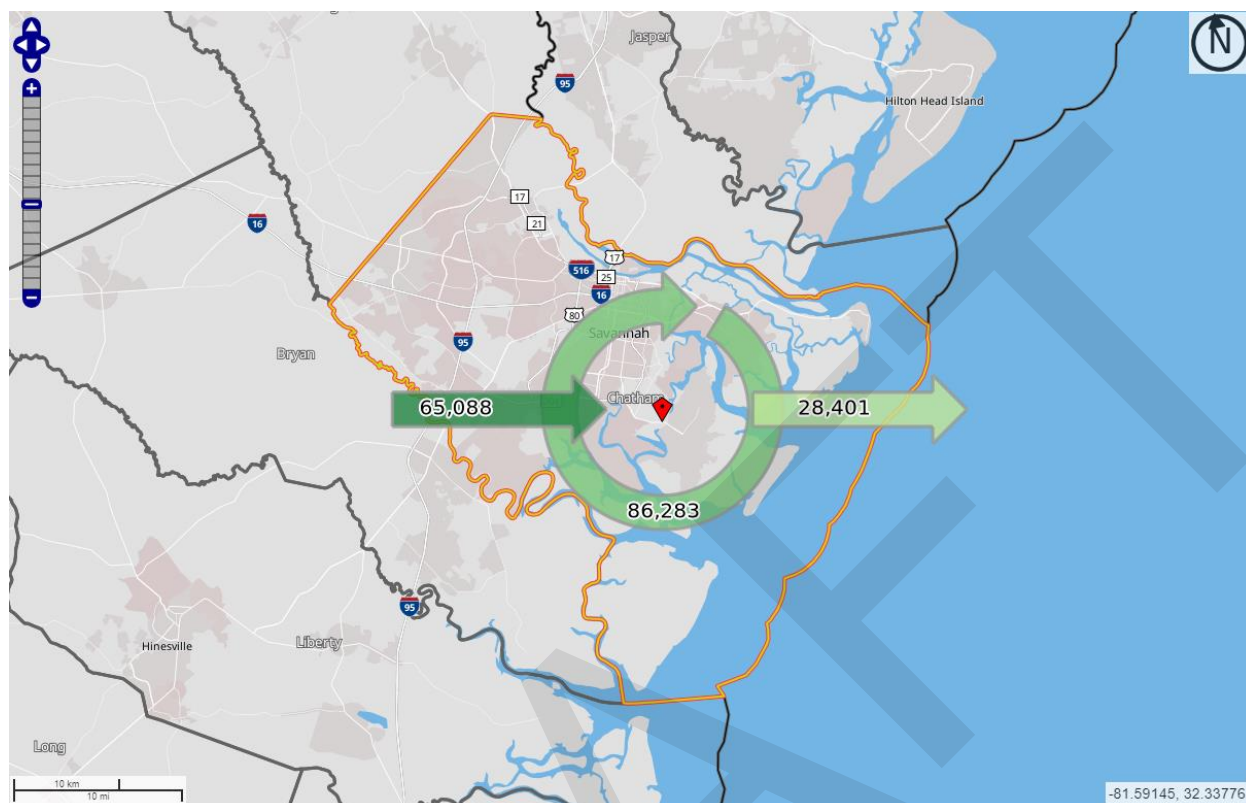 Jasper
N
95
Hilton Head Island
17
16
21
17
516
25
16
80
Savannah
95
Bryan
Chatham
65,088
28,401
86,283
95
Hinesville
Liberty
Long
10 km
10 mi
-81.59145, 32.33776